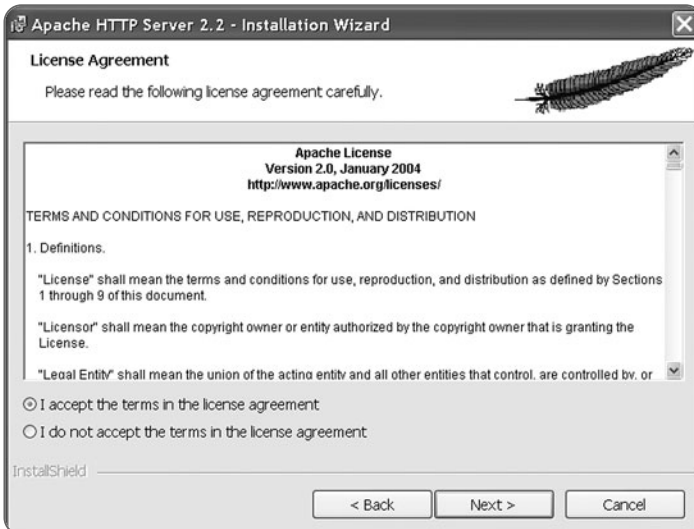 Apache HTTP Server 2.2 - Installation Wizard
License Agreement
Please read the following license agreement carefully.
Apache License
Version 2.0, January 2004
http://www.apache.org/licenses/
TERMS AND CONDITIONS FOR USE, REPRODUCTION, AND DISTRIBUTION
1. Definitions.
"License" shall mean the terms and conditions for use, reproduction, and distribution as defined by Sections
1 through 9 of this document.
"Licensor" shall mean the copyright owner or entity authorized by the copyright owner that is granting the
License.
"Legal Entity" shall mean the union of the acting entity and all other entities that control, are controlled by, or
I accept the terms in the license agreement
I do not accept the terms in the license agreement
InstallShield
< Back
Next >
Cancel